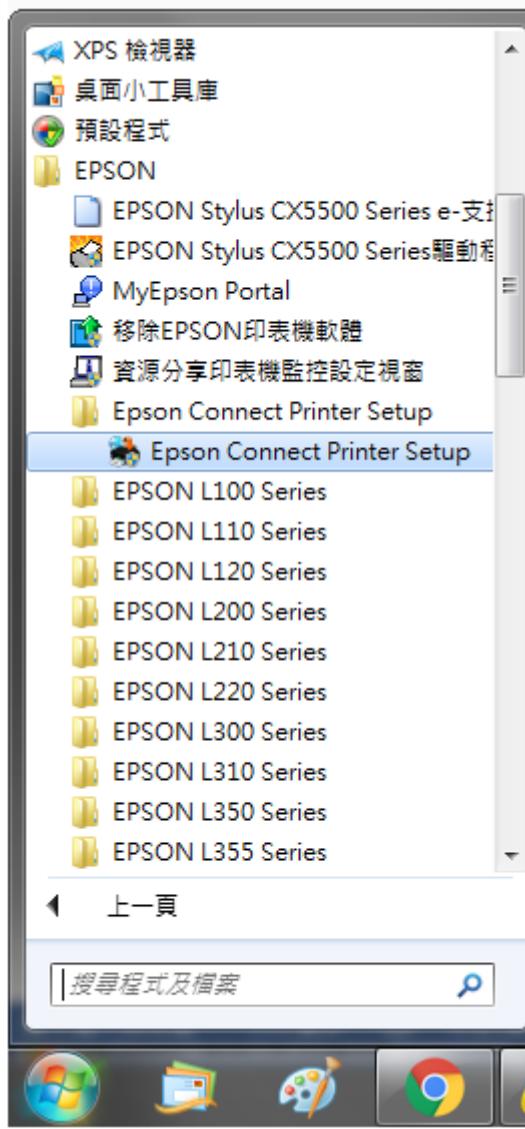 XPS 檢視器
桌面小工具庫
預設程式
EPSON
EPSON Stylus CX5500 Series e-支
EPSON Stylus CX5500 Series驅動程
MyEpson Portal
移除EPSON印表機軟體
資源分享印表機監控設定視窗
Epson Connect Printer Setup
Epson Connect Printer Setup
EPSON L100 Series
EPSON L110 Series
EPSON L120 Series
EPSON L200 Series
EPSON L210 Series
EPSON L220 Series
EPSON L300 Series
EPSON L310 Series
EPSON L350 Series
EPSON L355 Series
上一頁
搜尋程式及檔案